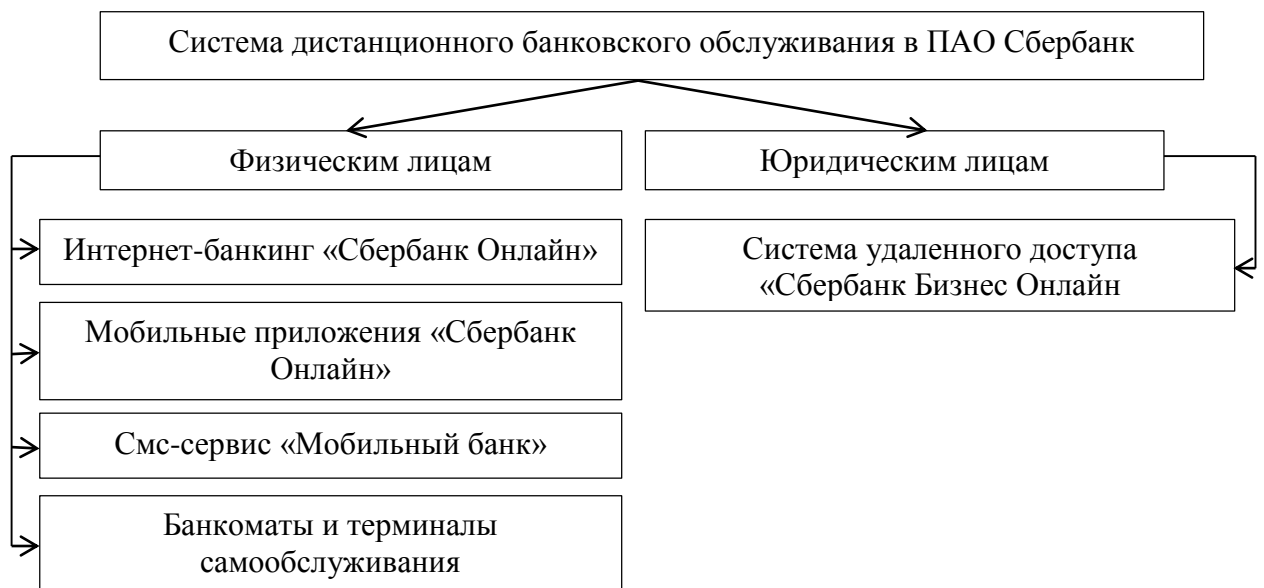 Система дистанционного банковского обслуживания в ПАО Сбербанк
Физическим лицам
Юридическим лицам
Интернет-банкинг «Сбербанк Онлайн»
Система удаленного доступа
«Сбербанк Бизнес Онлайн
Мобильные приложения «Сбербанк
Онлайн»
Смс-сервис «Мобильный банк»
Банкоматы и терминалы
самообслуживания